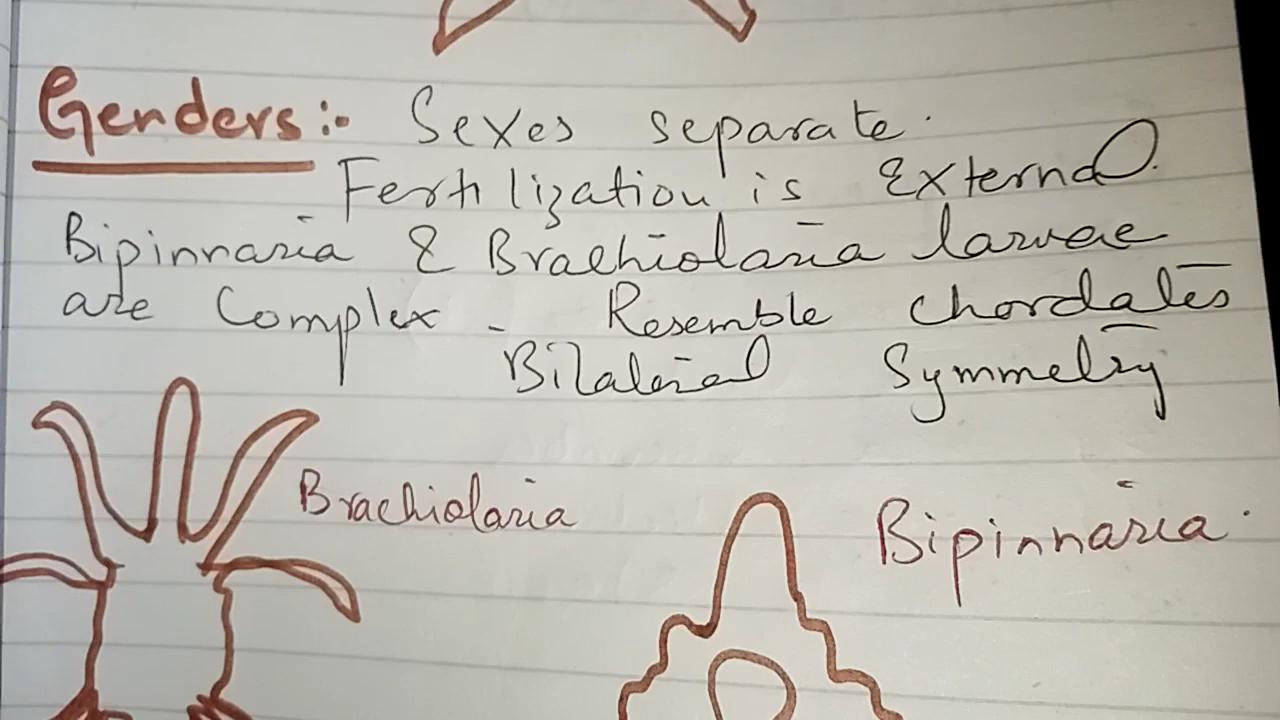 Genders:- Sexes separate.
Fertilization is External.
Bipinnaria & Brachiolaria larvae
are Complex - Resemble Chordates
Bilateral Symmetry
Brachiolaria
Bipinnaria.